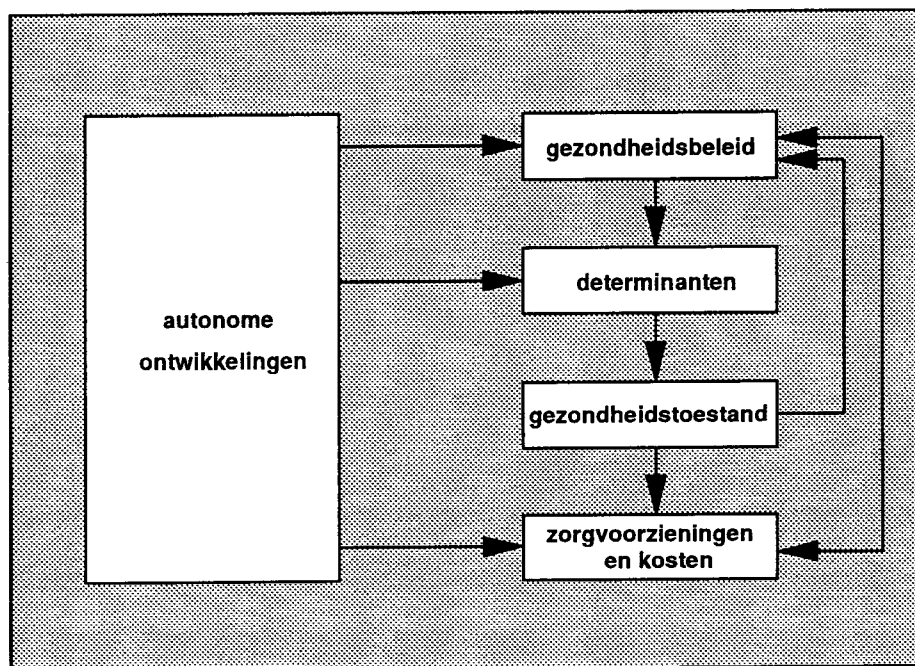 autonome
ontwikkelingen
gezondheidsbeleid
determinanten
gezondheidstoestand
zorgvoorzieningen
en kosten